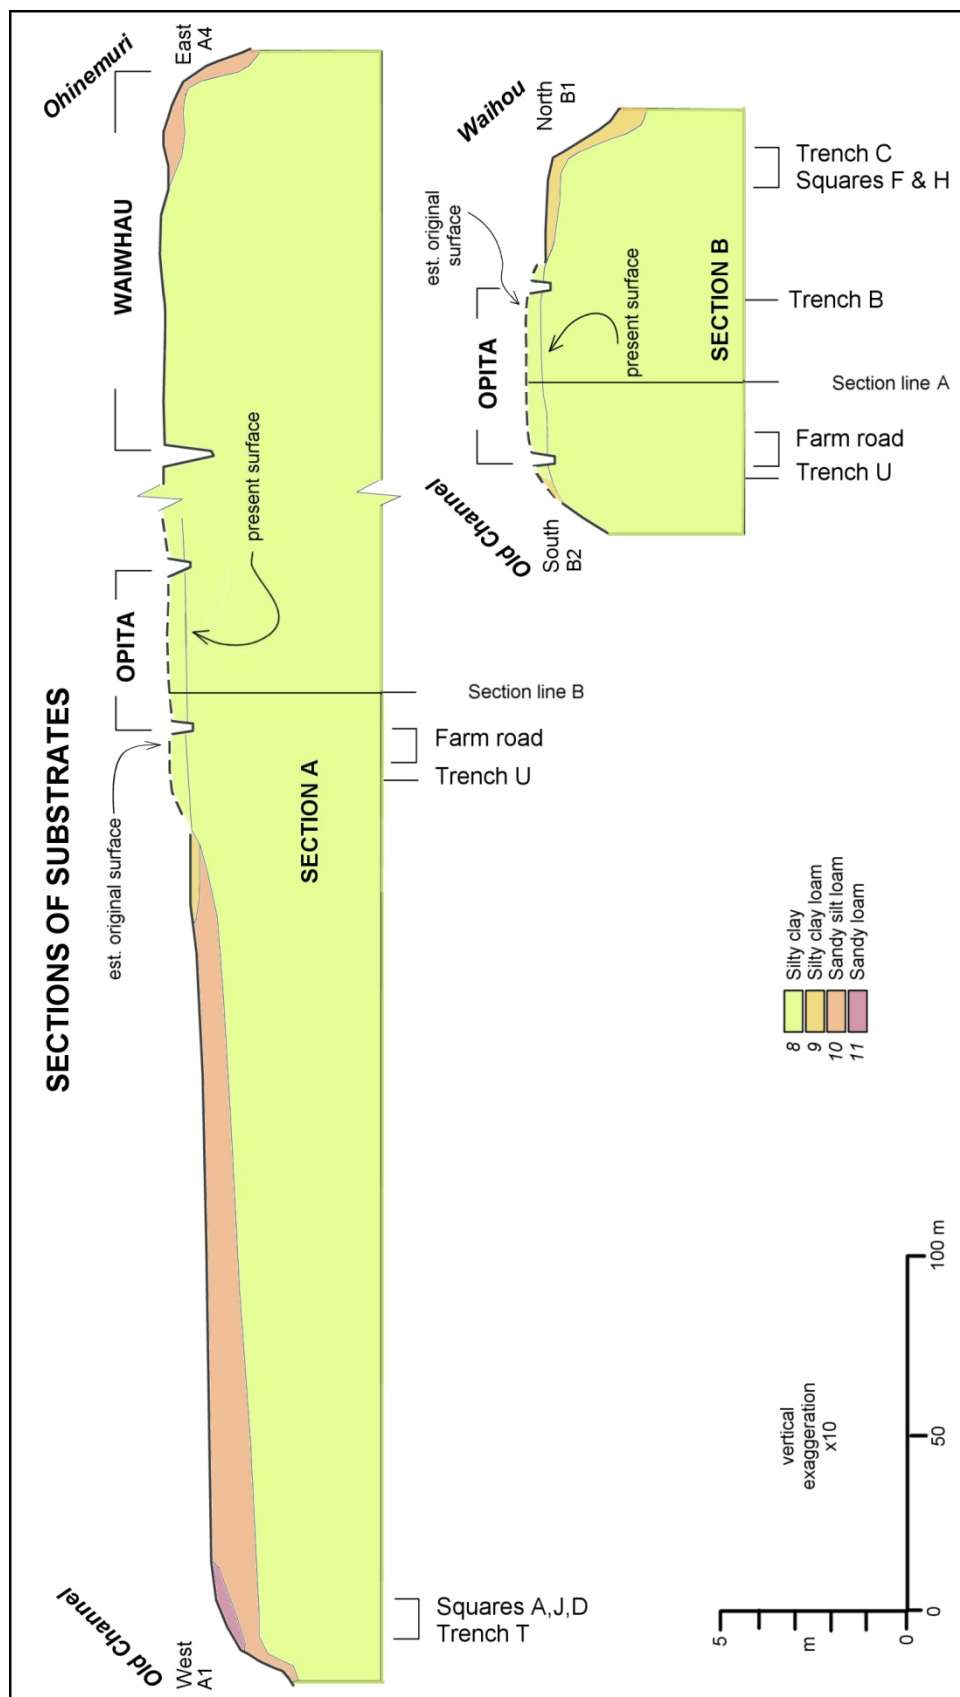 SECTIONS OF SUBSTRATES
Old Channel
West
A1
est. original surface
OPITA
present surface
WAIWHAU
Ohinemuri
East
A4
SECTION A
Squares A,J,D
Trench T
Trench U
Farm road
Section line B
Old Channel
South
B2
OPITA
est. original
surface
present surface
Waihou
North
B1
SECTION B
Trench U
Farm road
Section line A
Trench B
Trench C
Squares F & H
8 Silty clay
9 Silty clay loam
10 Sandy silt loam
11 Sandy loam
vertical
exaggeration
x10
5
m
0
0
50
100 m